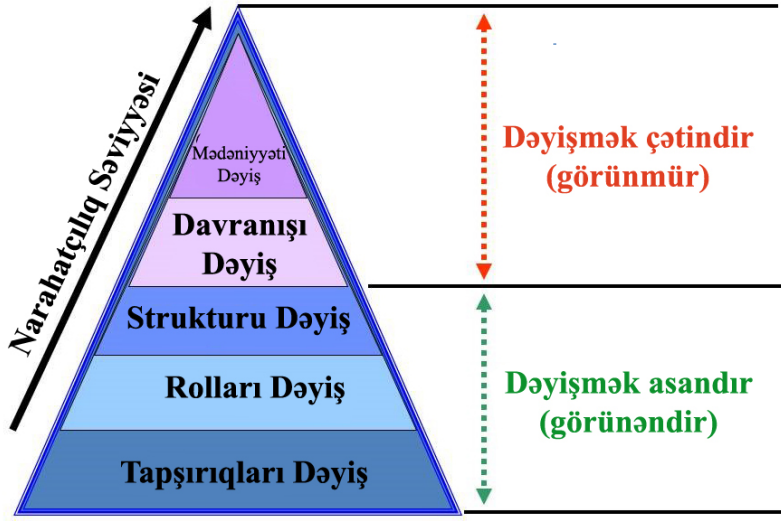 Narahatçılıq Səviyyəsi
Mədəniyyəti
Dəyiş
Davranışı
Dəyiş
Strukturu Dəyiş
Rolları Dəyiş
Tapşırıqları Dəyiş
Dəyişmək çətindir
(görünmür)
Dəyişmək asandır
(görünəndir)